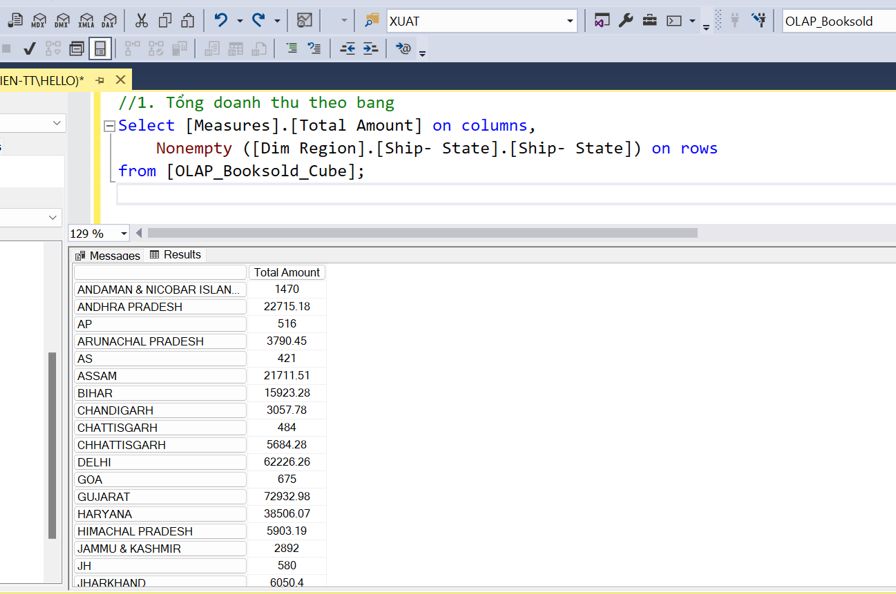 MDX DMX XMLA DAX XUAT OLAP_Booksold
IEN-TT\HELLO)*
//1. Tổng doanh thu theo bang
Select [Measures].[Total Amount] on columns,
Nonempty ([Dim Region].[Ship- State].[Ship- State]) on rows
from [OLAP_Booksold_Cube];
129 %
Messages Results
Total Amount
ANDAMAN & NICOBAR ISLAN... 1470
ANDHRA PRADESH 22715.18
AP 516
ARUNACHAL PRADESH 3790.45
AS 421
ASSAM 21711.51
BIHAR 15923.28
CHANDIGARH 3057.78
CHATTISGARH 484
CHHATTISGARH 5684.28
DELHI 62226.26
GOA 675
GUJARAT 72932.98
HARYANA 38506.07
HIMACHAL PRADESH 5903.19
JAMMU & KASHMIR 2892
JH 580
JHARKHAND 6050.4